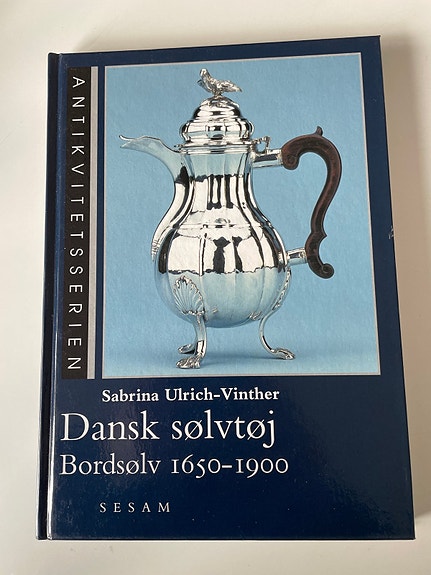 ANTIKVITETSSERIEN
Sabrina Ulrich-Vinther
Dansk sølvtøj
Bordsølv 1650-1900
SESAM